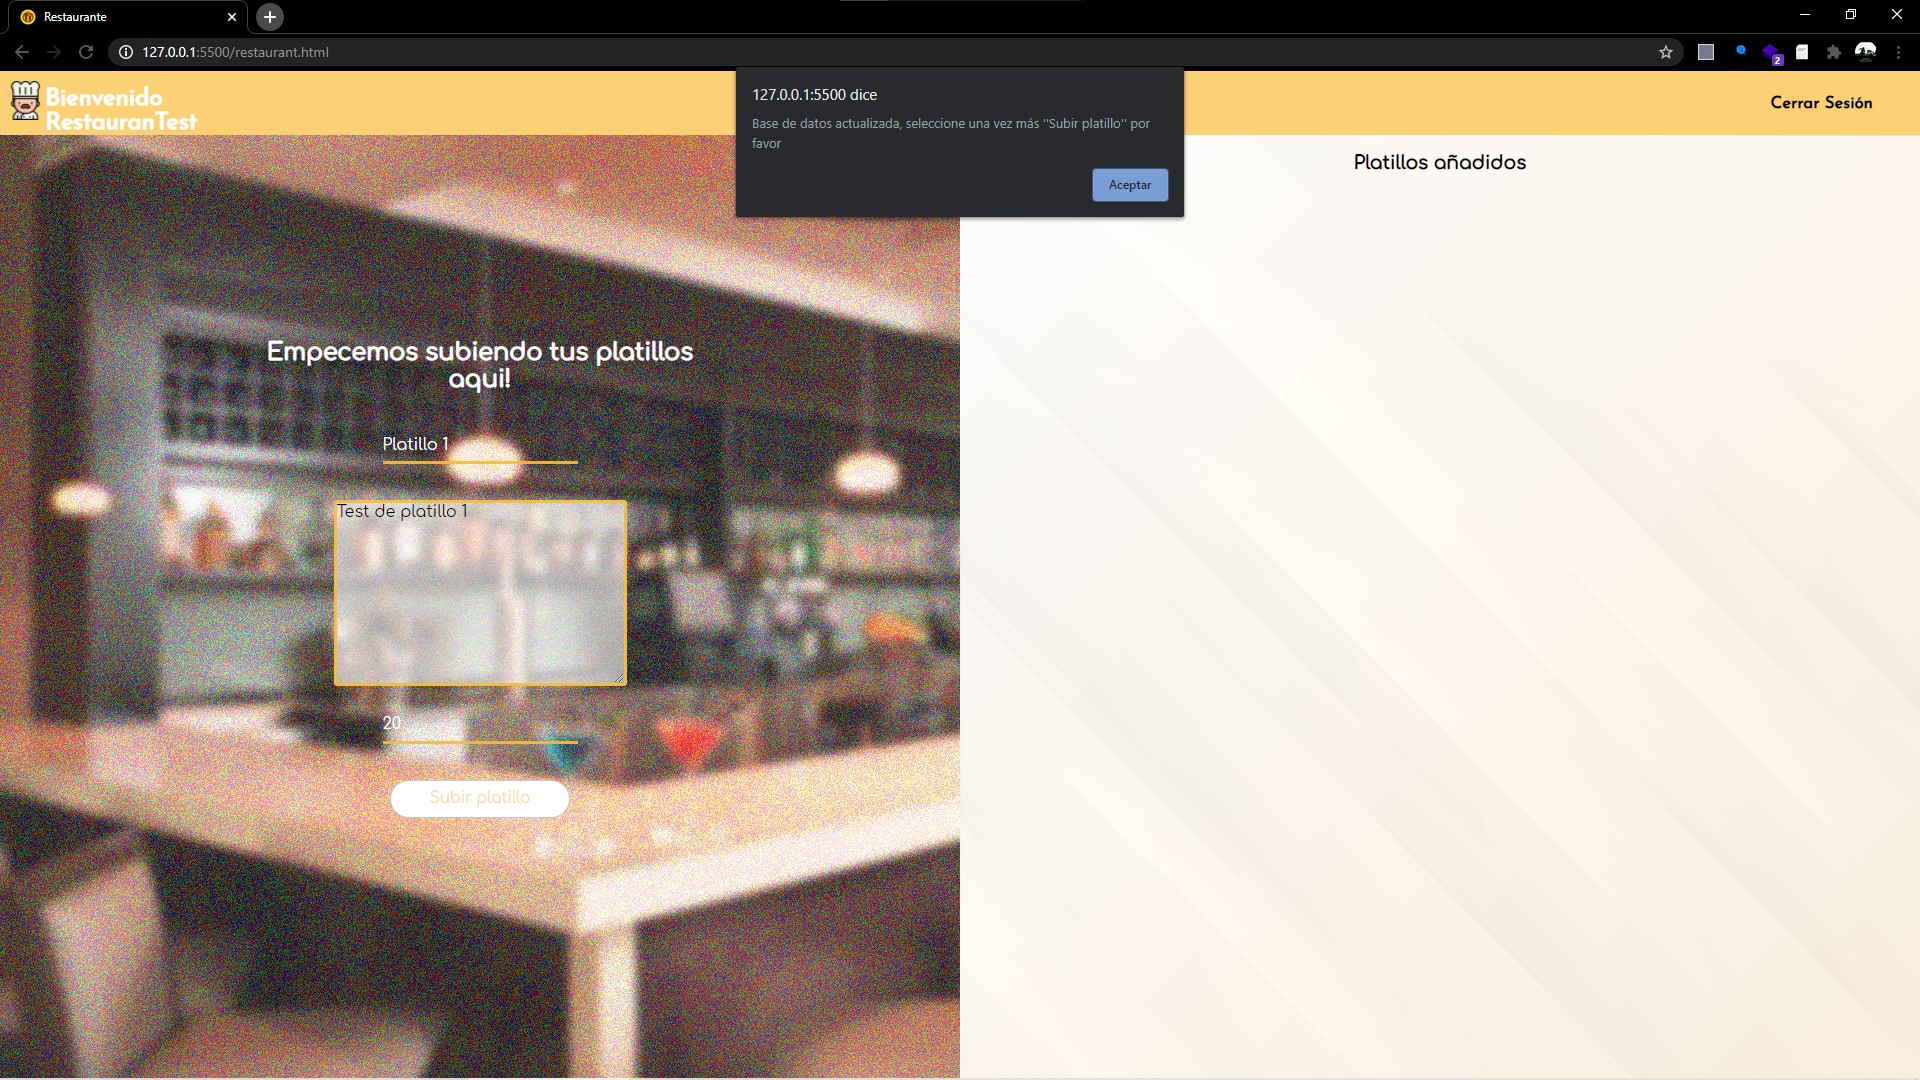 Restaurante
127.0.0.1:5500/restaurant.html
2
Bienvenido
RestauranTest
127.0.0.1:5500 dice
Base de datos actualizada, seleccione una vez más "Subir platillo" por
favor
Aceptar
Cerrar Sesión
Platillos añadidos
Empecemos subiendo tus platillos
aqui!
Platillo 1
Test de platillo 1
20
Subir platillo